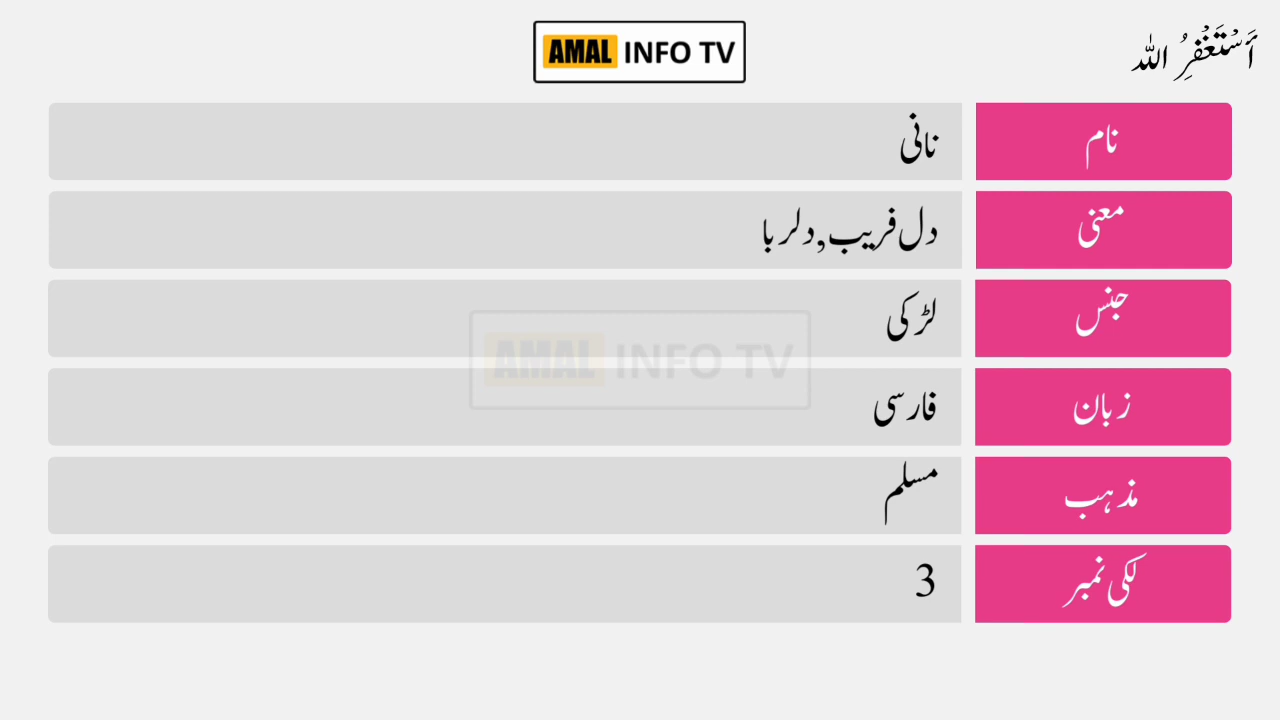 AMAL INFO TV
أَسْتَغْفِرُ اللّٰه
نام نانی
معنی دل فریب , دلربا
جنس لڑکی
زبان فارسی
مذہب مسلم
لکی نمبر 3
AMAL INFO TV